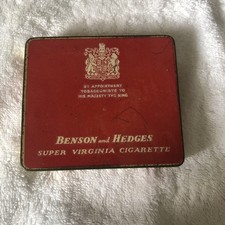 BY APPOINTMENT
TOBACCONISTS TO
HIS MAJESTY THE KING
BENSON and HEDGES
SUPER VIRGINIA CIGARETTE